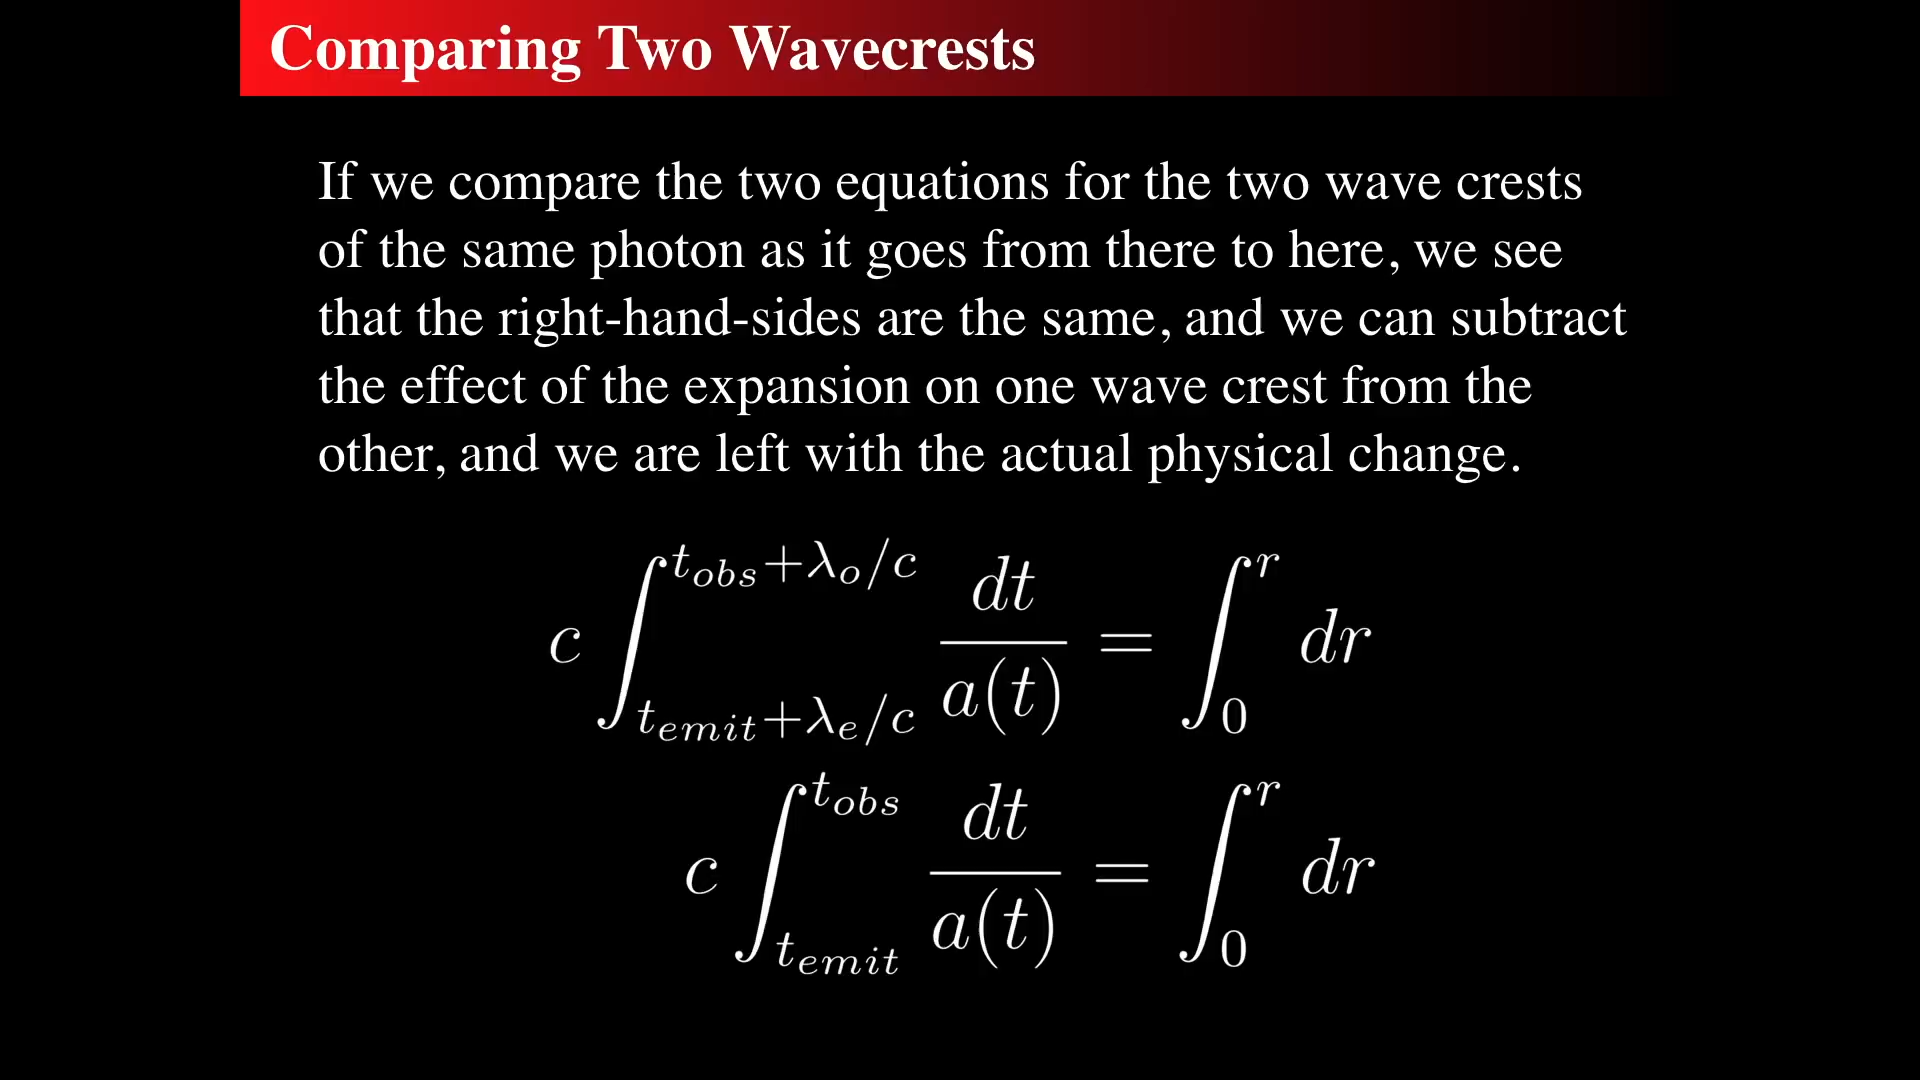 Comparing Two Wavecrests
If we compare the two equations for the two wave crests
of the same photon as it goes from there to here, we see
that the right-hand-sides are the same, and we can subtract
the effect of the expansion on one wave crest from the
other, and we are left with the actual physical change.
c ∫_{t_{emit}+λ_e/c}^{t_{obs}+λ_o/c} \frac{dt}{a(t)} = ∫_0^r dr
c ∫_{t_{emit}}^{t_{obs}} \frac{dt}{a(t)} = ∫_0^r dr